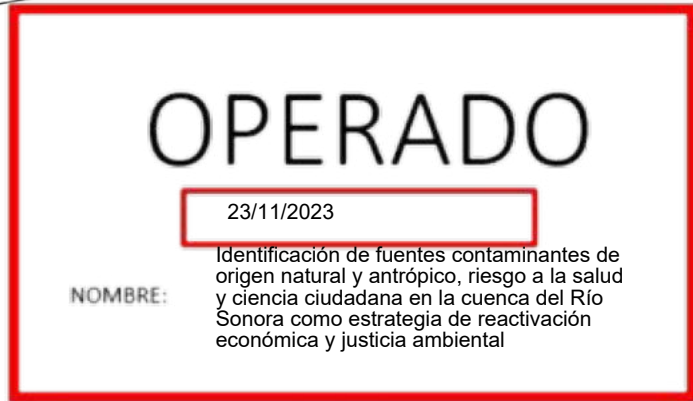 OPERADO
23/11/2023
Identificación de fuentes contaminantes de
origen natural y antrópico, riesgo a la salud
NOMBRE: y ciencia ciudadana en la cuenca del Río
Sonora como estrategia de reactivación
económica y justicia ambiental